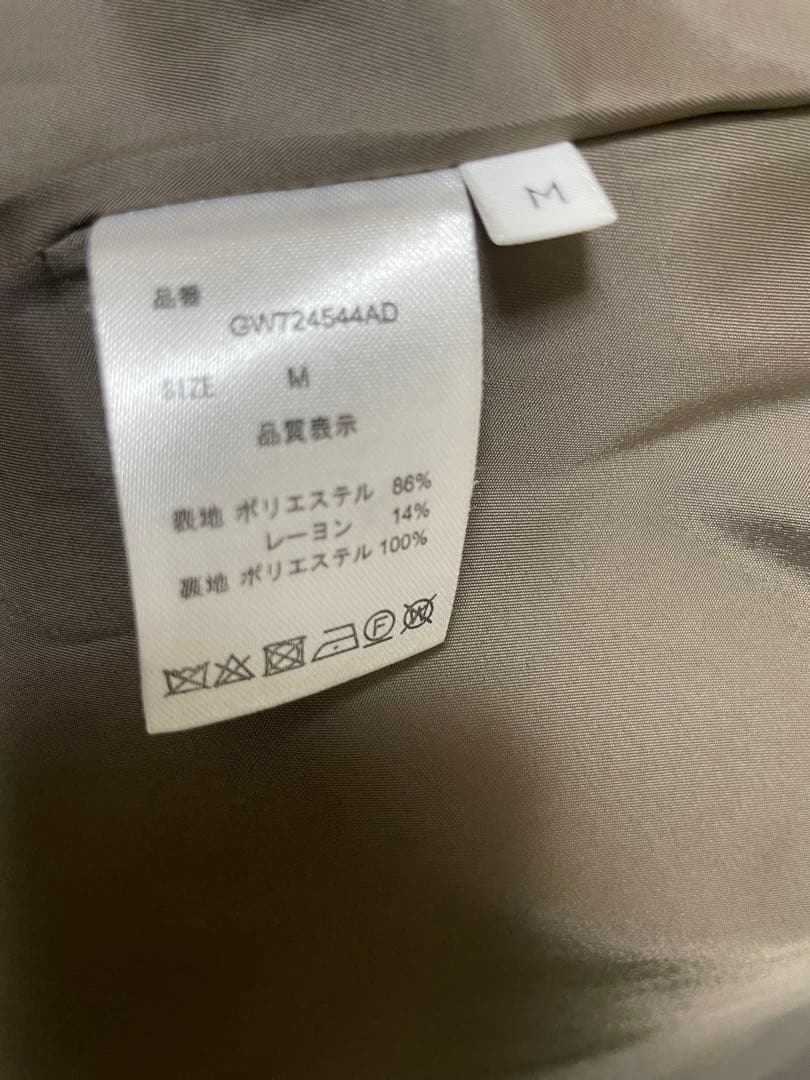 M
品番
GW724544AD
SIZE M
品質表示
表地 ポリエステル 86%
レーヨン 14%
裏地 ポリエステル 100%
F
W